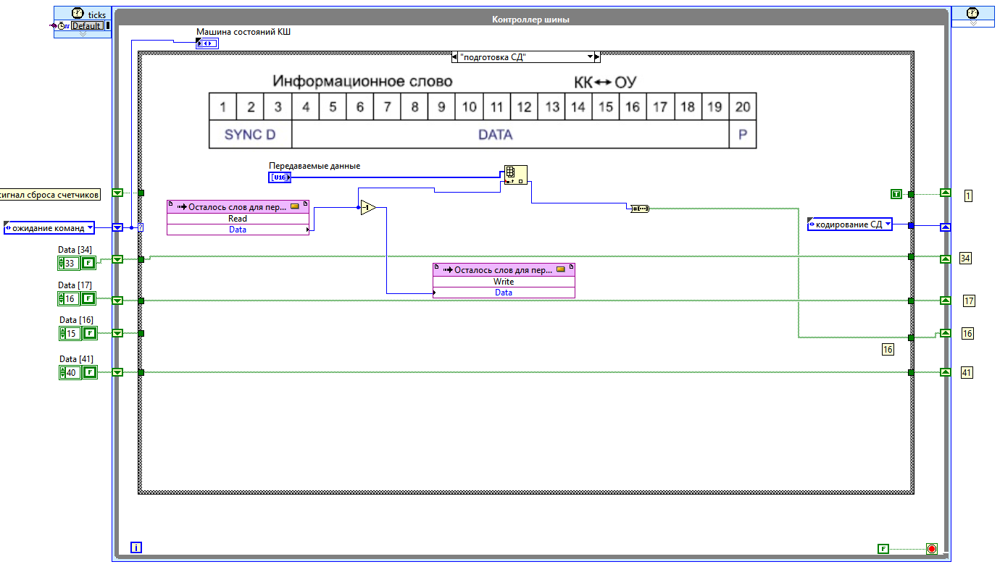 ticks
Default
Контроллер шины
Машина состояний КШ
"подготовка СД"
Информационное слово КК↔ОУ
1 2 3 4 5 6 7 8 9 10 11 12 13 14 15 16 17 18 19 20
SYNC D DATA P
Передаваемые данные
U16
сигнал сброса счетчиков
T
1
Осталось слов для пер...
Read
Data
-1
#[...]
ожидание команд
?
кодирование СД
Data [34]
33 F
34
Осталось слов для пер...
Write
Data
Data [17]
16 F
17
Data [16]
15 F
16
16
Data [41]
40 F
41
i
F